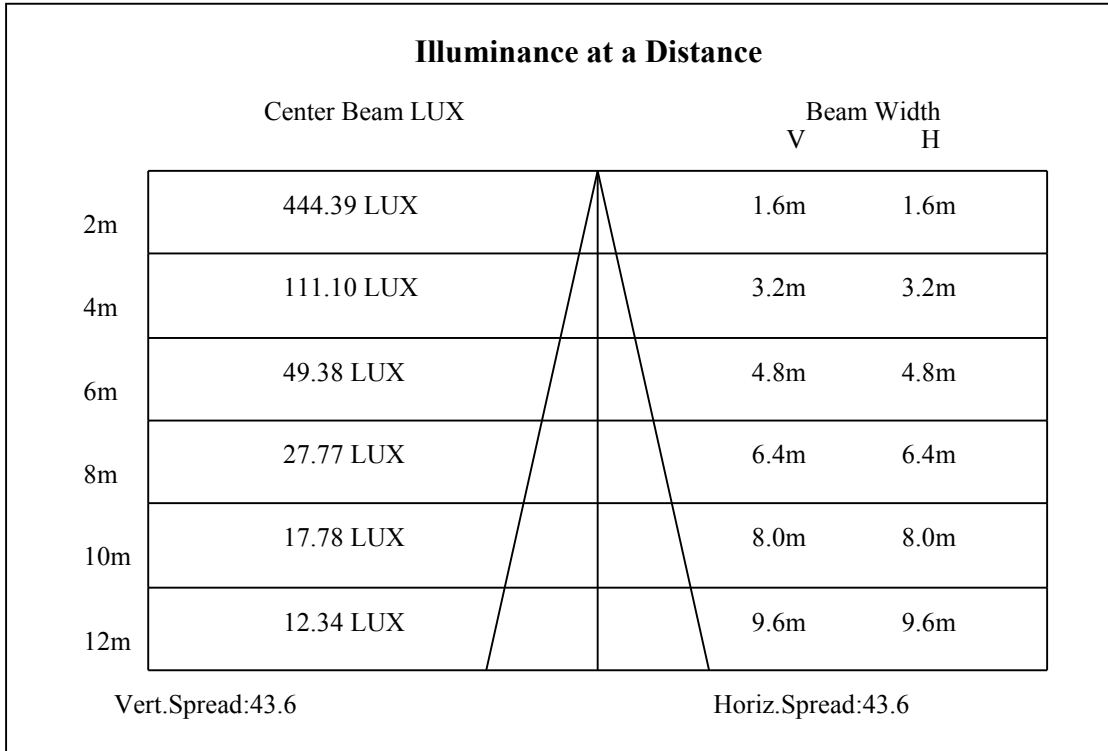 Illuminance at a Distance
Center Beam LUX Beam Width
V H
2m 444.39 LUX 1.6m 1.6m
4m 111.10 LUX 3.2m 3.2m
6m 49.38 LUX 4.8m 4.8m
8m 27.77 LUX 6.4m 6.4m
10m 17.78 LUX 8.0m 8.0m
12m 12.34 LUX 9.6m 9.6m
Vert.Spread:43.6 Horiz.Spread:43.6